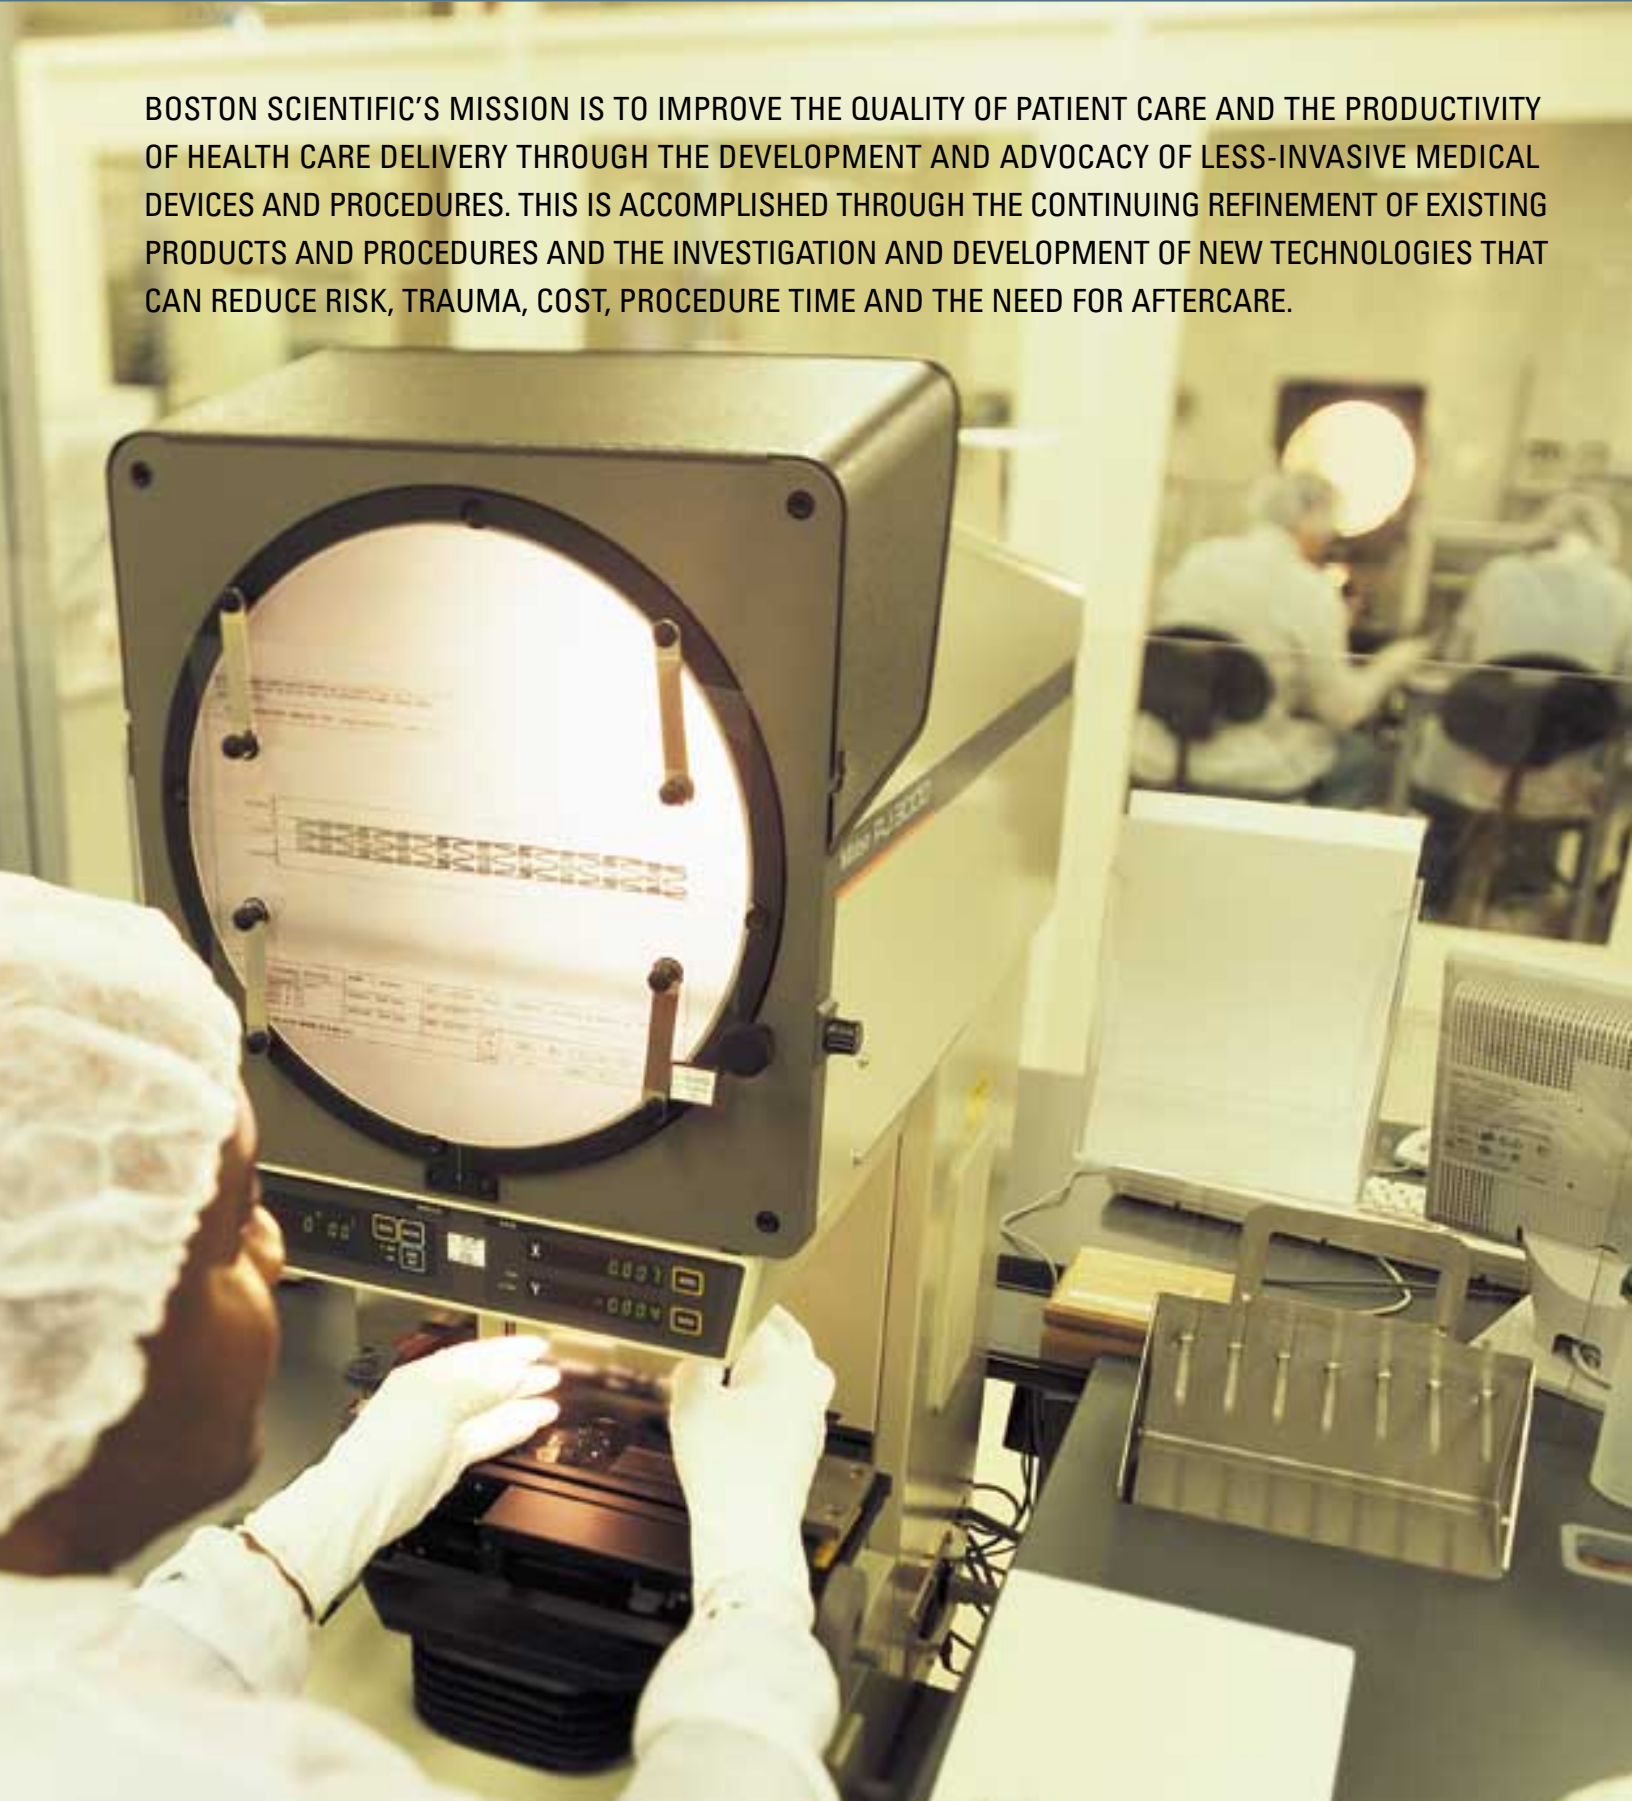 BOSTON SCIENTIFIC’S MISSION IS TO IMPROVE THE QUALITY OF PATIENT CARE AND THE PRODUCTIVITY
OF HEALTH CARE DELIVERY THROUGH THE DEVELOPMENT AND ADVOCACY OF LESS-INVASIVE MEDICAL
DEVICES AND PROCEDURES. THIS IS ACCOMPLISHED THROUGH THE CONTINUING REFINEMENT OF EXISTING
PRODUCTS AND PROCEDURES AND THE INVESTIGATION AND DEVELOPMENT OF NEW TECHNOLOGIES THAT
CAN REDUCE RISK, TRAUMA, COST, PROCEDURE TIME AND THE NEED FOR AFTERCARE.
PJ3000
X
Y